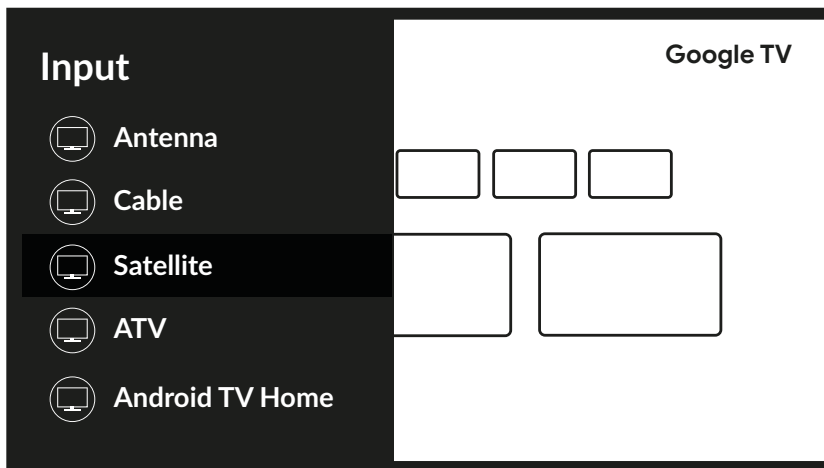 Input
Google TV
Antenna
Cable
Satellite
ATV
Android TV Home